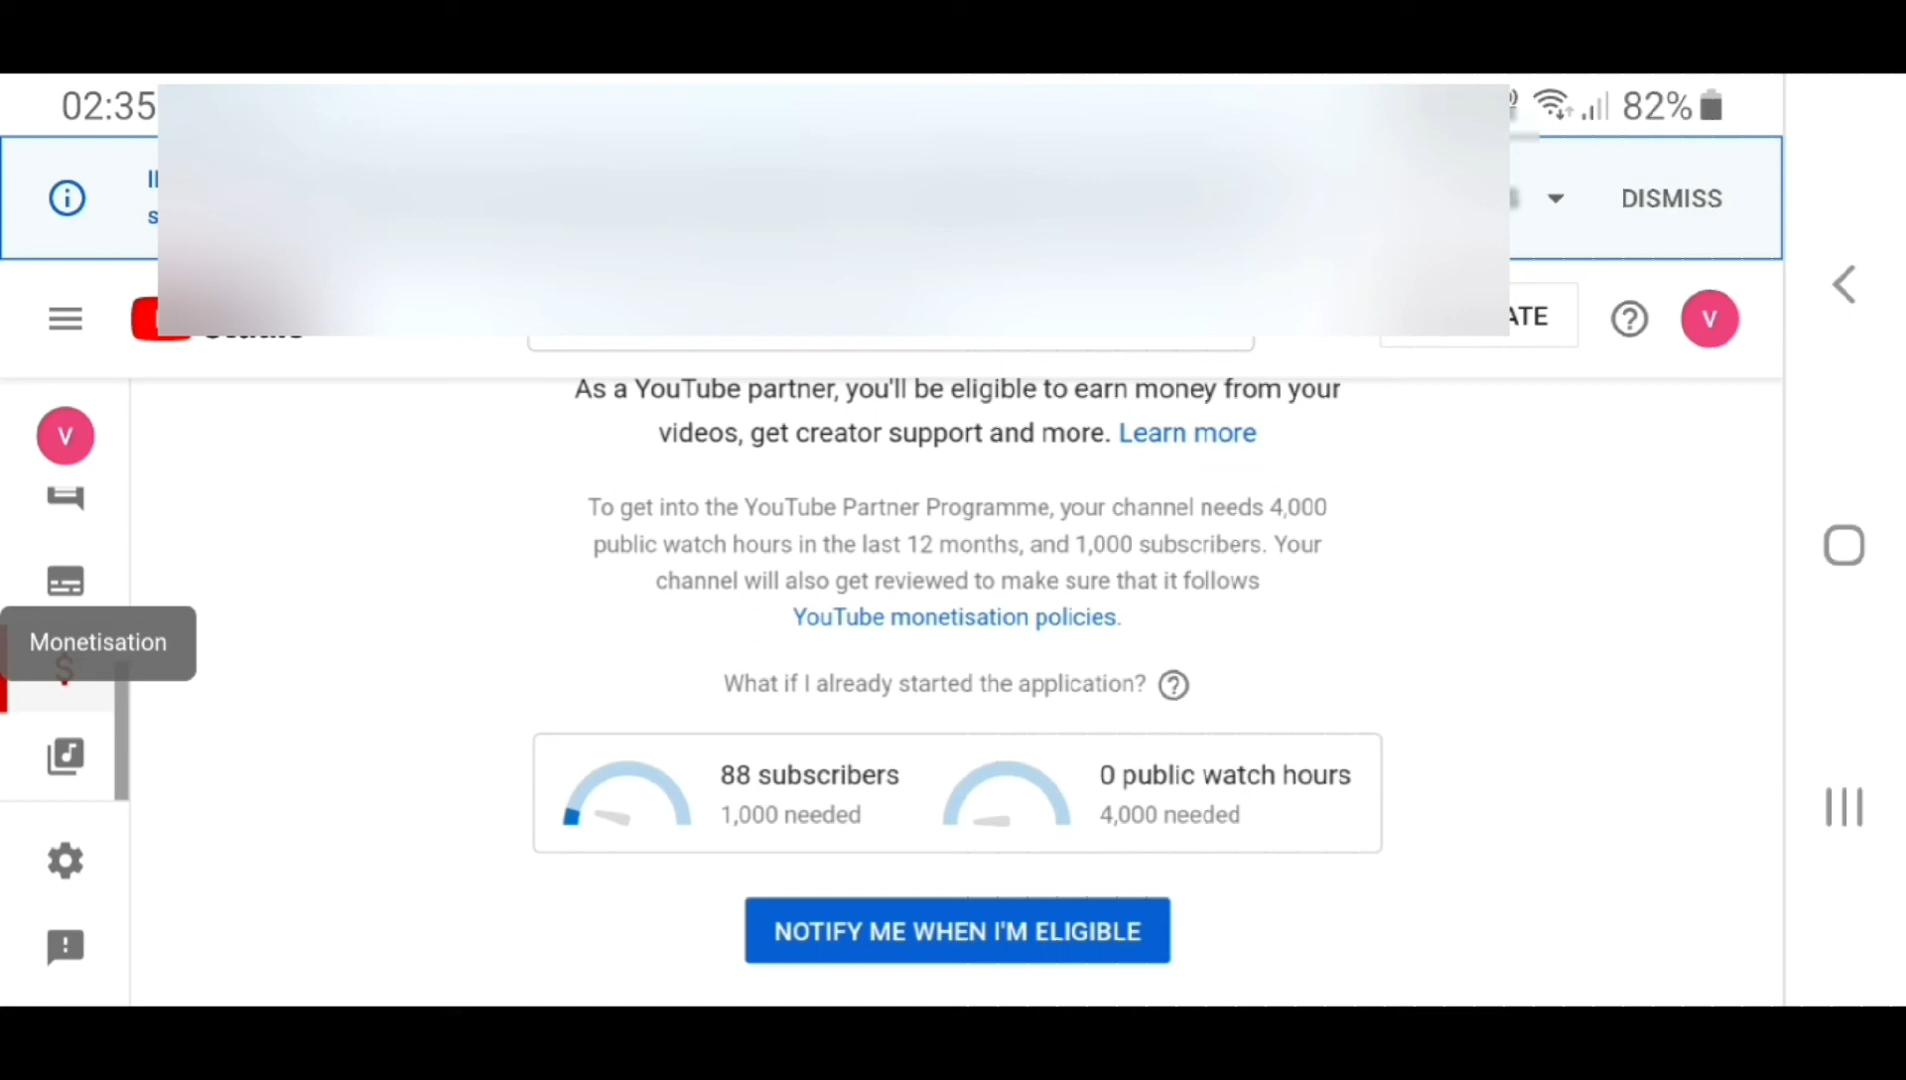 02:35
82%
DISMISS
V
As a YouTube partner, you'll be eligible to earn money from your
videos, get creator support and more. Learn more
V
To get into the YouTube Partner Programme, your channel needs 4,000
public watch hours in the last 12 months, and 1,000 subscribers. Your
channel will also get reviewed to make sure that it follows
YouTube monetisation policies.
Monetisation
What if I already started the application?
88 subscribers
1,000 needed
0 public watch hours
4,000 needed
NOTIFY ME WHEN I'M ELIGIBLE